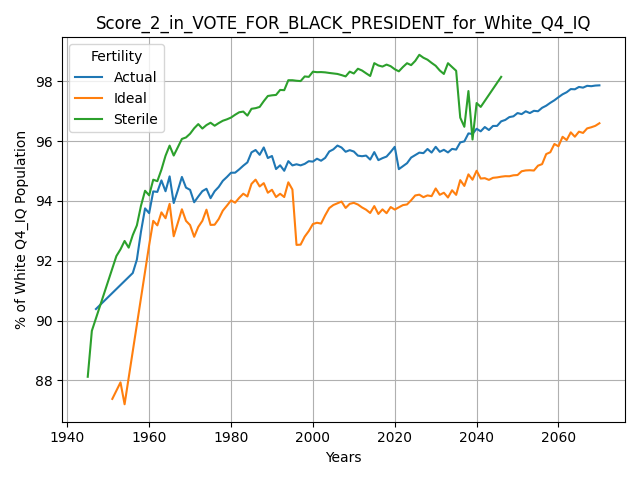 Score_2_in_VOTE_FOR_BLACK_PRESIDENT_for_White_Q4_IQ
Fertility
Actual
Ideal
Sterile
% of White Q4_IQ Population
98
96
94
92
90
88
1940 1960 1980 2000 2020 2040 2060
Years